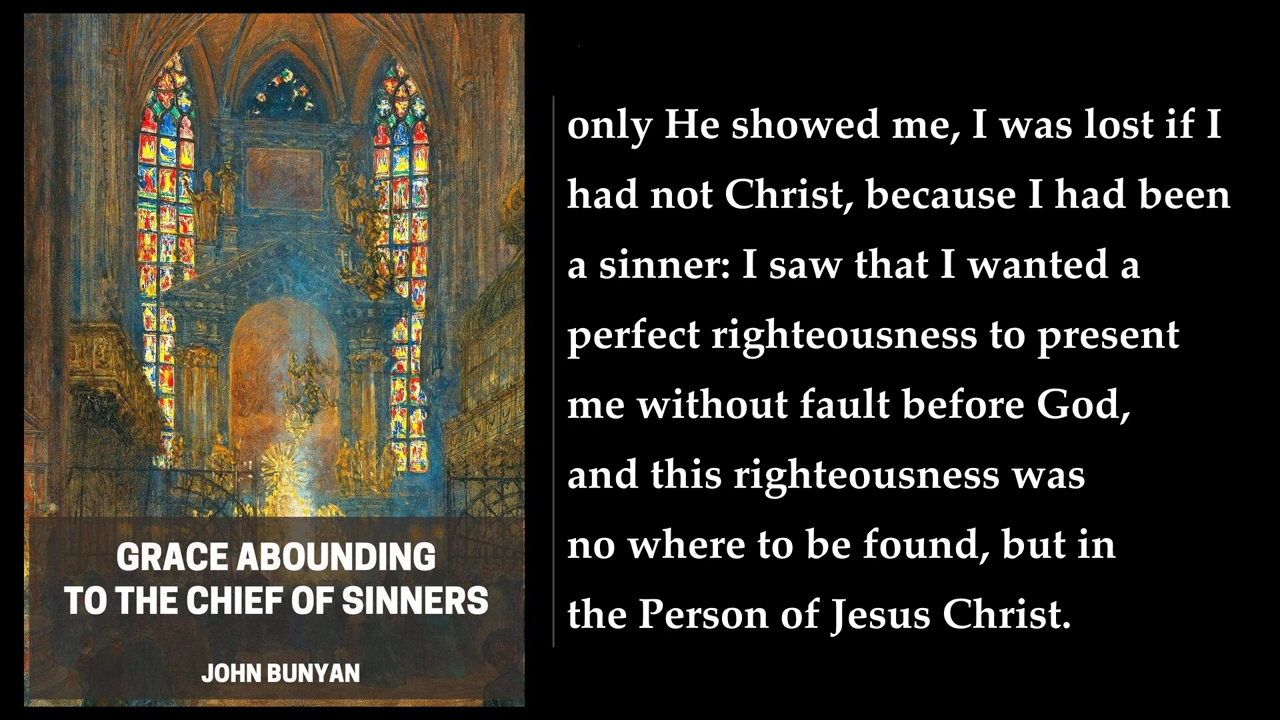 GRACE ABOUNDING
TO THE CHIEF OF SINNERS
JOHN BUNYAN
only He showed me, I was lost if I
had not Christ, because I had been
a sinner: I saw that I wanted a
perfect righteousness to present
me without fault before God,
and this righteousness was
no where to be found, but in
the Person of Jesus Christ.